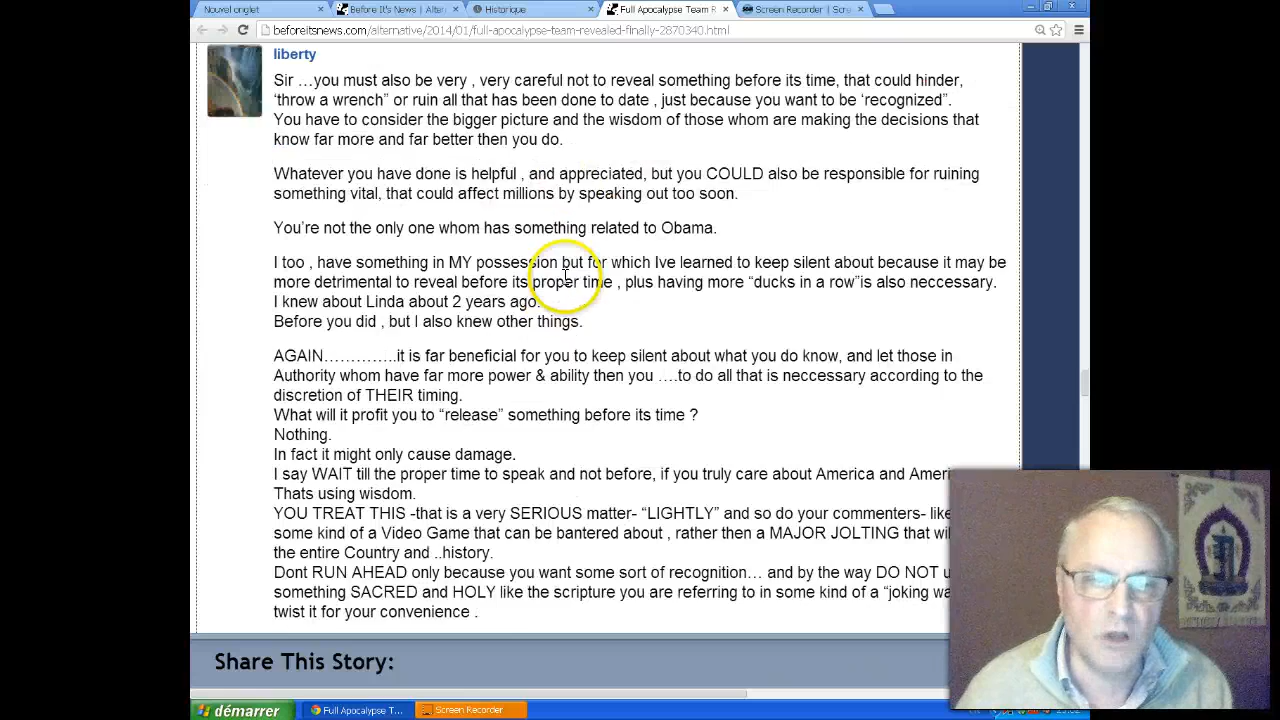 Nouvel onglet
Before It's News | Altern
Historique
Full Apocalypse Team R
Screen Recorder | Scre
beforeitsnews.com/alternative/2014/01/full-apocalypse-team-revealed-finally-2870340.html
liberty
Sir …you must also be very , very careful not to reveal something before its time, that could hinder,
‘throw a wrench” or ruin all that has been done to date , just because you want to be ‘recognized”.
You have to consider the bigger picture and the wisdom of those whom are making the decisions that
know far more and far better then you do.
Whatever you have done is helpful , and appreciated, but you COULD also be responsible for ruining
something vital, that could affect millions by speaking out too soon.
You’re not the only one whom has something related to Obama.
I too , have something in MY possession but for which Ive learned to keep silent about because it may be
more detrimental to reveal before its proper time , plus having more “ducks in a row”is also neccessary.
I knew about Linda about 2 years ago.
Before you did , but I also knew other things.
AGAIN………….it is far beneficial for you to keep silent about what you do know, and let those in
Authority whom have far more power & ability then you ….to do all that is neccessary according to the
discretion of THEIR timing.
What will it profit you to “release” something before its time ?
Nothing.
In fact it might only cause damage.
I say WAIT till the proper time to speak and not before, if you truly care about America and Ameri
Thats using wisdom.
YOU TREAT THIS -that is a very SERIOUS matter- “LIGHTLY” and so do your commenters- like
some kind of a Video Game that can be bantered about , rather then a MAJOR JOLTING that wil
the entire Country and ..history.
Dont RUN AHEAD only because you want some sort of recognition… and by the way DO NOT u
something SACRED and HOLY like the scripture you are referring to in some kind of a “joking wa
twist it for your convenience .
Share This Story:
démarrer
Full Apocalypse T...
Screen Recorder